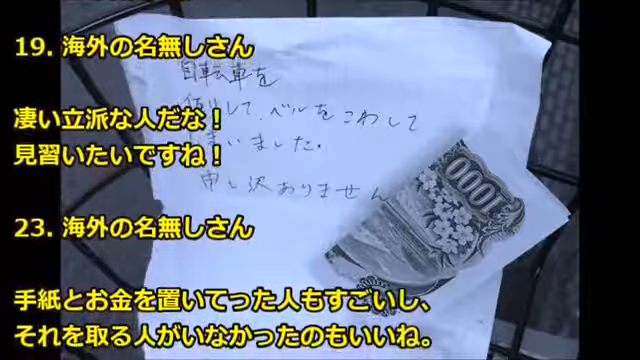 19. 海外の名無しさん
自転車を
して、ベルをこわして
凄い立派な人だな！
まいました。
見習いたいですね！
申し訳ありません
1000
23. 海外の名無しさん
手紙とお金を置いてった人もすごいし、
それを取る人がいなかったのもいいね。